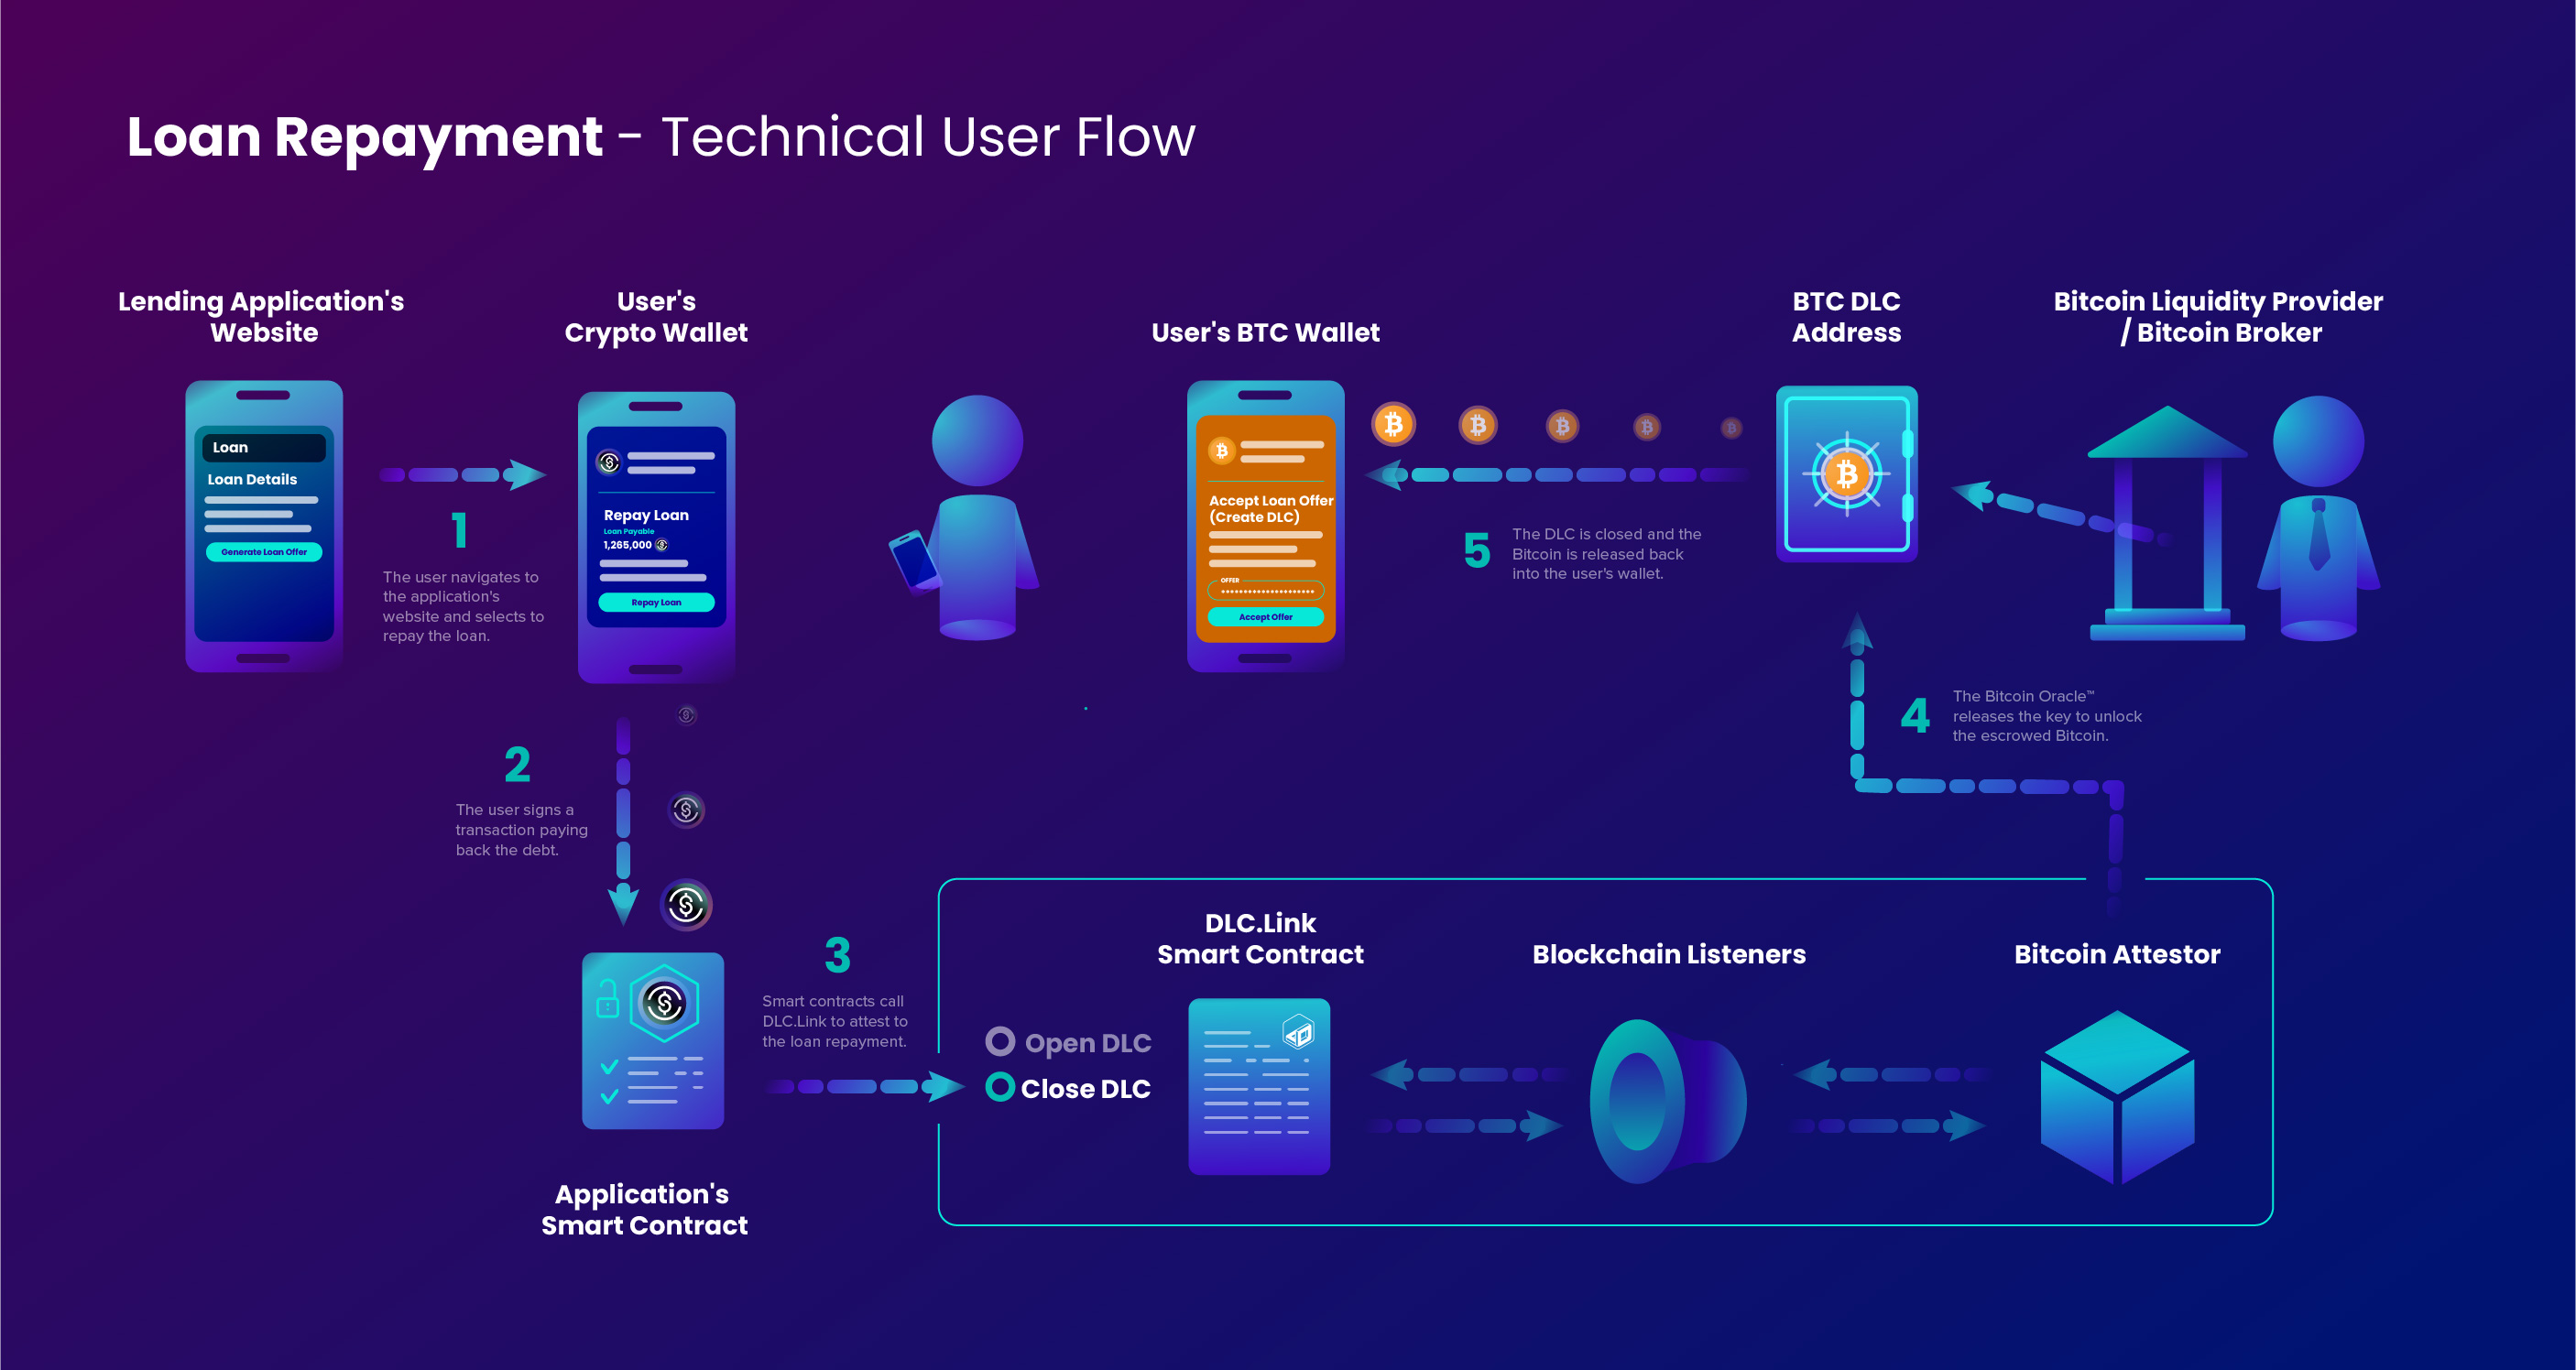 Loan Repayment - Technical User Flow
Lending Application's
Website
User's
Crypto Wallet
User's BTC Wallet
BTC DLC
Address
Bitcoin Liquidity Provider
/ Bitcoin Broker
Loan
Loan Details
Generate Loan Offer
1
The user navigates to
the application's
website and selects to
repay the loan.
Repay Loan
Loan Payable
1,265,000
Repay Loan
Accept Loan Offer
(Create DLC)
OFFER
Accept Offer
5
The DLC is closed and the
Bitcoin is released back
into the user's wallet.
4
The Bitcoin Oracle™
releases the key to unlock
the escrowed Bitcoin.
2
The user signs a
transaction paying
back the debt.
3
Smart contracts call
DLC.Link to attest to
the loan repayment.
Open DLC
Close DLC
DLC.Link
Smart Contract
Blockchain Listeners
Bitcoin Attestor
Application's
Smart Contract